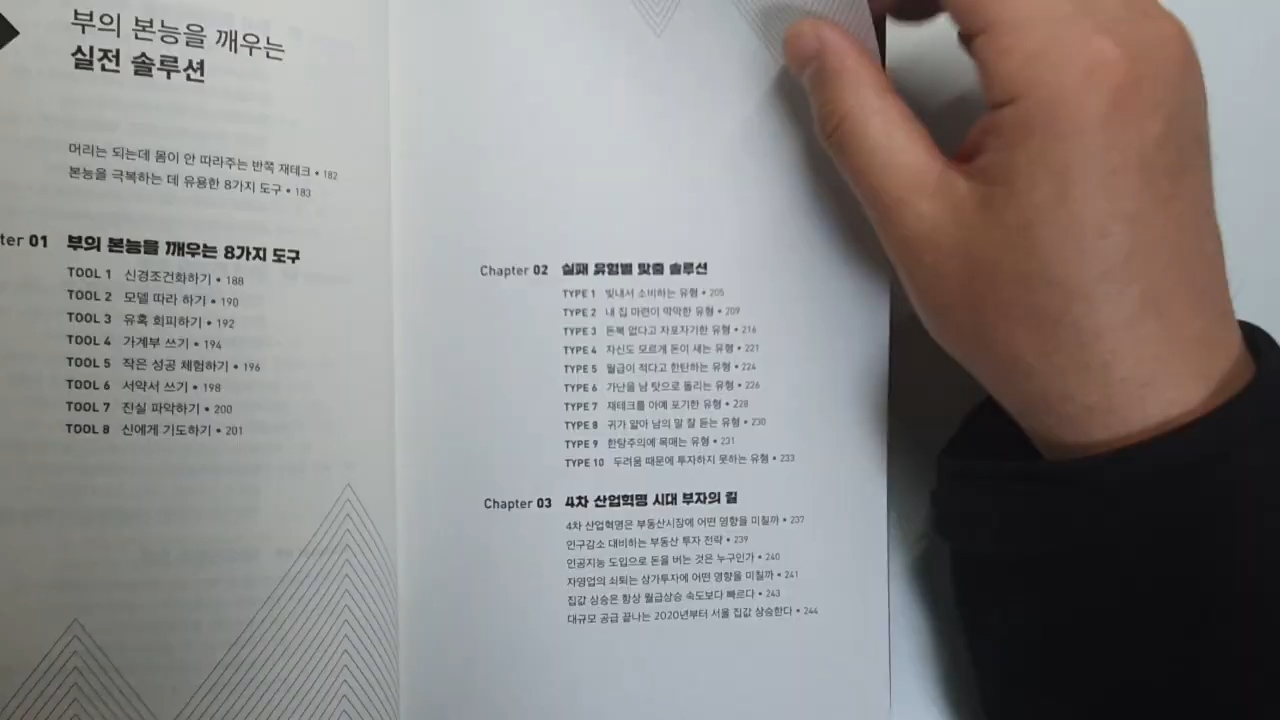 부의 본능을 깨우는
실전 솔루션
머리는 되는데 몸이 안 따라주는 반쪽 재테크 • 182
본능을 극복하는 데 유용한 8가지 도구 • 183
ter 01 부의 본능을 깨우는 8가지 도구
TOOL 1 신경조건화하기 • 188
TOOL 2 모델 따라 하기 • 190
TOOL 3 유혹 회피하기 • 192
TOOL 4 가계부 쓰기 • 194
TOOL 5 작은 성공 체험하기 • 196
TOOL 6 서약서 쓰기 • 198
TOOL 7 진실 파악하기 • 200
TOOL 8 신에게 기도하기 • 201
Chapter 02 실패 유형별 맞춤 솔루션
TYPE 1 빚내서 소비하는 유형 • 205
TYPE 2 내 집 마련이 막막한 유형 • 209
TYPE 3 돈복 없다고 자포자기한 유형 • 216
TYPE 4 자신도 모르게 돈이 새는 유형 • 221
TYPE 5 월급이 적다고 한탄하는 유형 • 224
TYPE 6 가난을 남 탓으로 돌리는 유형 • 226
TYPE 7 재테크를 아예 포기한 유형 • 228
TYPE 8 귀가 얇아 남의 말 잘 듣는 유형 • 230
TYPE 9 한탕주의에 목매는 유형 • 231
TYPE 10 두려움 때문에 투자하지 못하는 유형 • 233
Chapter 03 4차 산업혁명 시대 부자의 길
4차 산업혁명은 부동산시장에 어떤 영향을 미칠까 • 237
인구감소 대비하는 부동산 투자 전략 • 239
인공지능 도입으로 돈을 버는 것은 누구인가 • 240
자영업의 쇠퇴는 상가투자에 어떤 영향을 미칠까 • 241
집값 상승은 항상 월급상승 속도보다 빠르다 • 243
대규모 공급 끝나는 2020년부터 서울 집값 상승한다 • 244